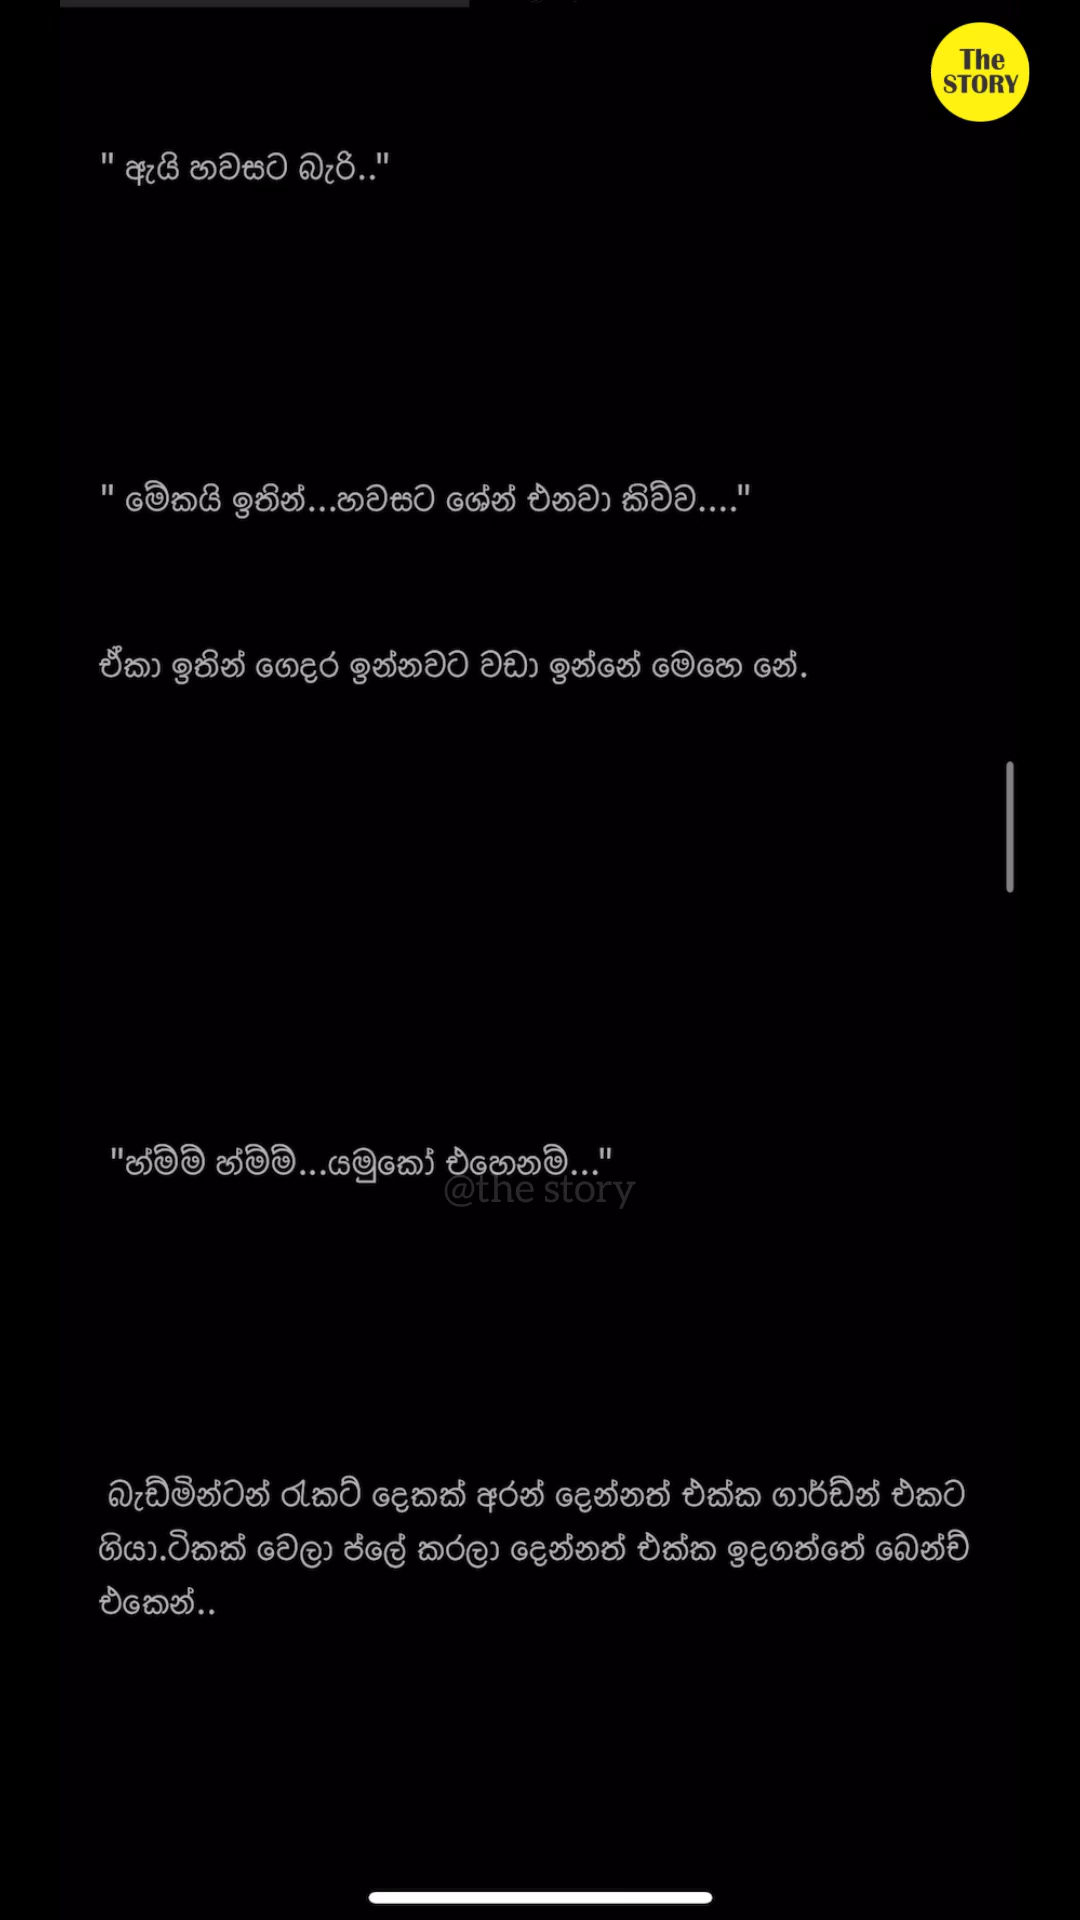 The
STORY
" ඇයි හවසට බැරි.."
" මේකයි ඉතින්...හවසට ශේන් එනවා කිව්ව...."
ඒකා ඉතින් ගෙදර ඉන්නවට වඩා ඉන්නේ මෙහෙ නේ.
"හ්ම්ම් හ්ම්ම්...යමුකෝ එහෙනම්..."
@the story
බැඩ්මින්ටන් රැකට් දෙකක් අරන් දෙන්නත් එක්ක ගාර්ඩ්න් එකට
ගියා.ටිකක් වෙලා ප්ලේ කරලා දෙන්නත් එක්ක ඉදගත්තේ බෙන්ච්
එකෙන්..